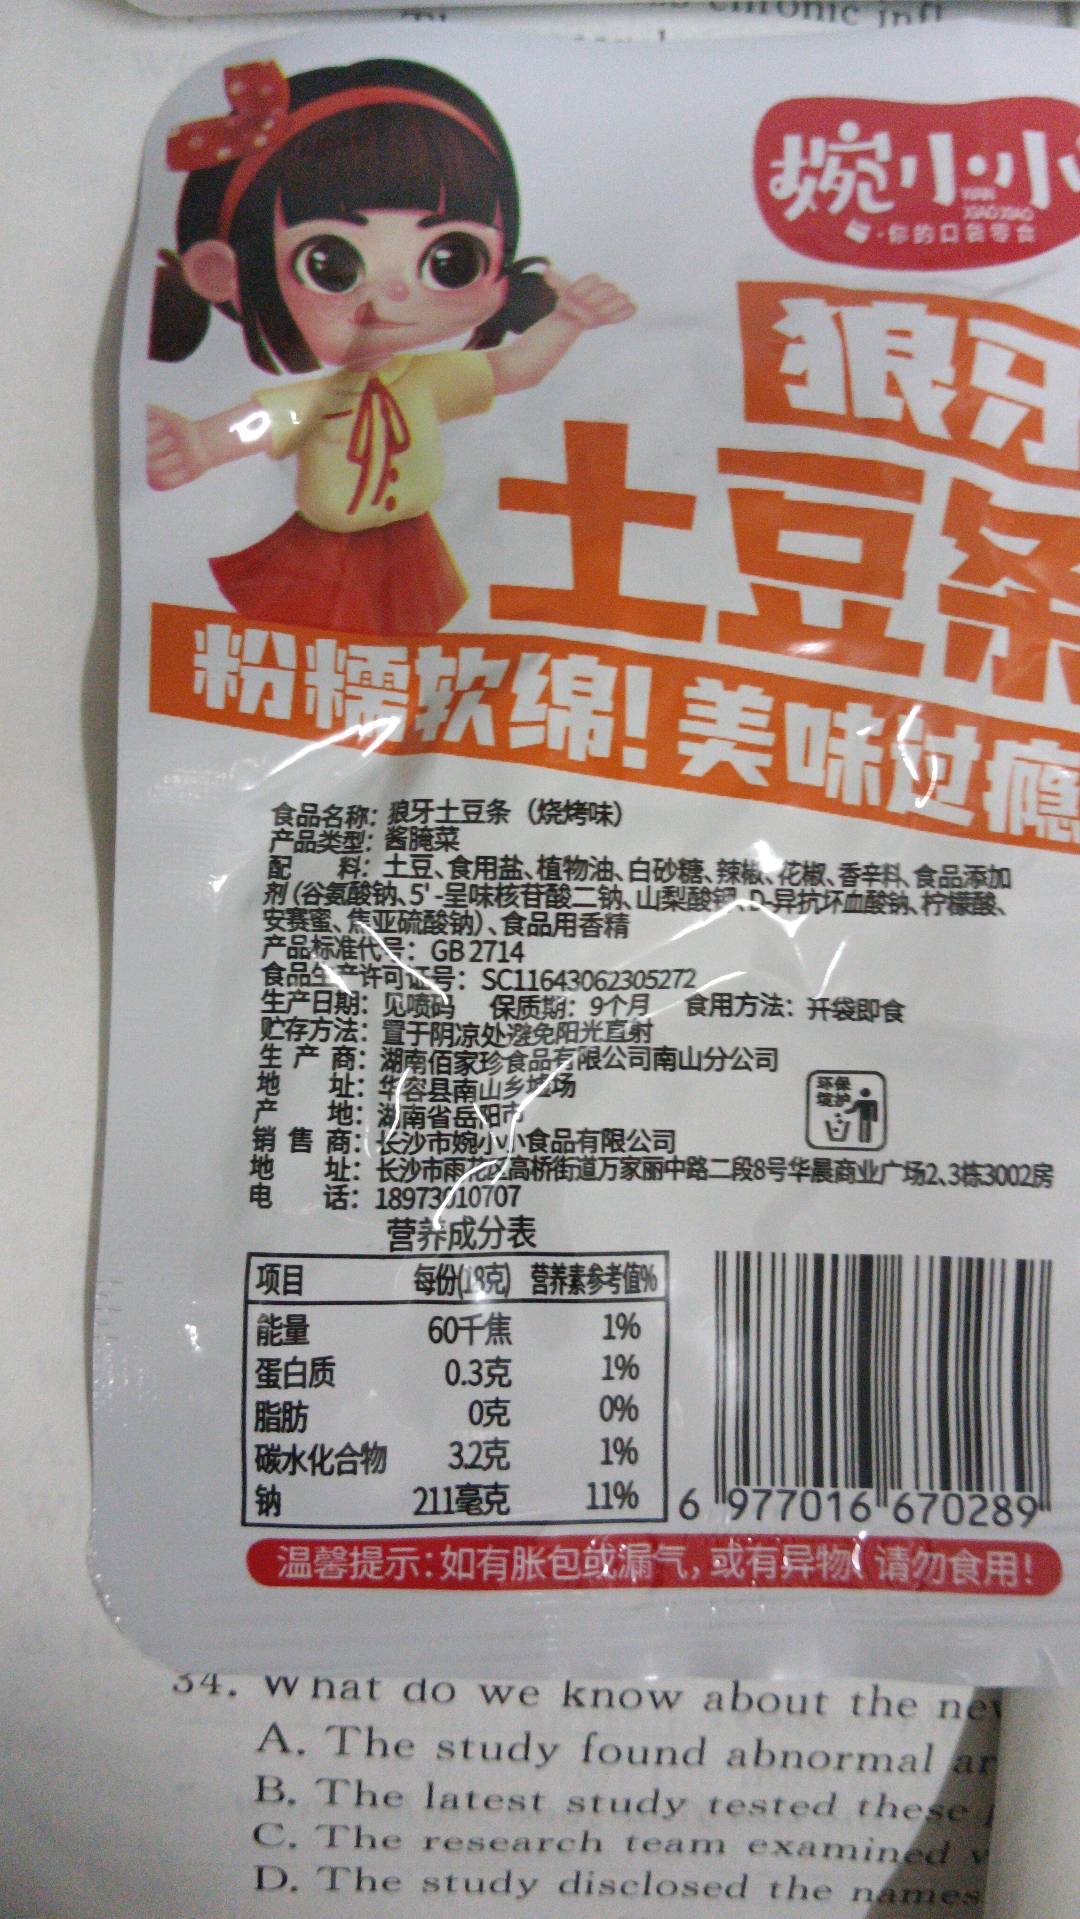 chronic infl
婉小小
WAN
XIAO XIAO
·你的口袋零食
狼牙
土豆条
粉糯软绵!美味过瘾
食品名称：狼牙土豆条（烧烤味）
产品类型：酱腌菜
配 料：土豆、食用盐、植物油、白砂糖、辣椒、花椒、香辛料、食品添加
剂(谷氨酸钠、5'-呈味核苷酸二钠、山梨酸钾、D-异抗坏血酸钠、柠檬酸、
安赛蜜、焦亚硫酸钠)、食品用香精
产品标准代号：GB 2714
食品生产许可证号：SC11643062305272
生产日期：见喷码 保质期：9个月 食用方法：开袋即食
贮存方法：置于阴凉处避免阳光直射
生 产 商：湖南佰家珍食品有限公司南山分公司
地 址：华容县南山乡墟场
产 地：湖南省岳阳市
环保
呵护
销 售 商：长沙市婉小小食品有限公司
地 址：长沙市雨花区高桥街道万家丽中路二段8号华晨商业广场2、3栋3002房
电 话：18973010707
营养成分表
项目 每份(18克) 营养素参考值%
能量 60千焦 1%
蛋白质 0.3克 1%
脂肪 0克 0%
碳水化合物 3.2克 1%
钠 211毫克 11%
6 977016 670289
温馨提示：如有胀包或漏气，或有异物，请勿食用！
34. What do we know about the new
A. The study found abnormal
B. The latest study tested these
C. The research team examined
D. The study disclosed the names